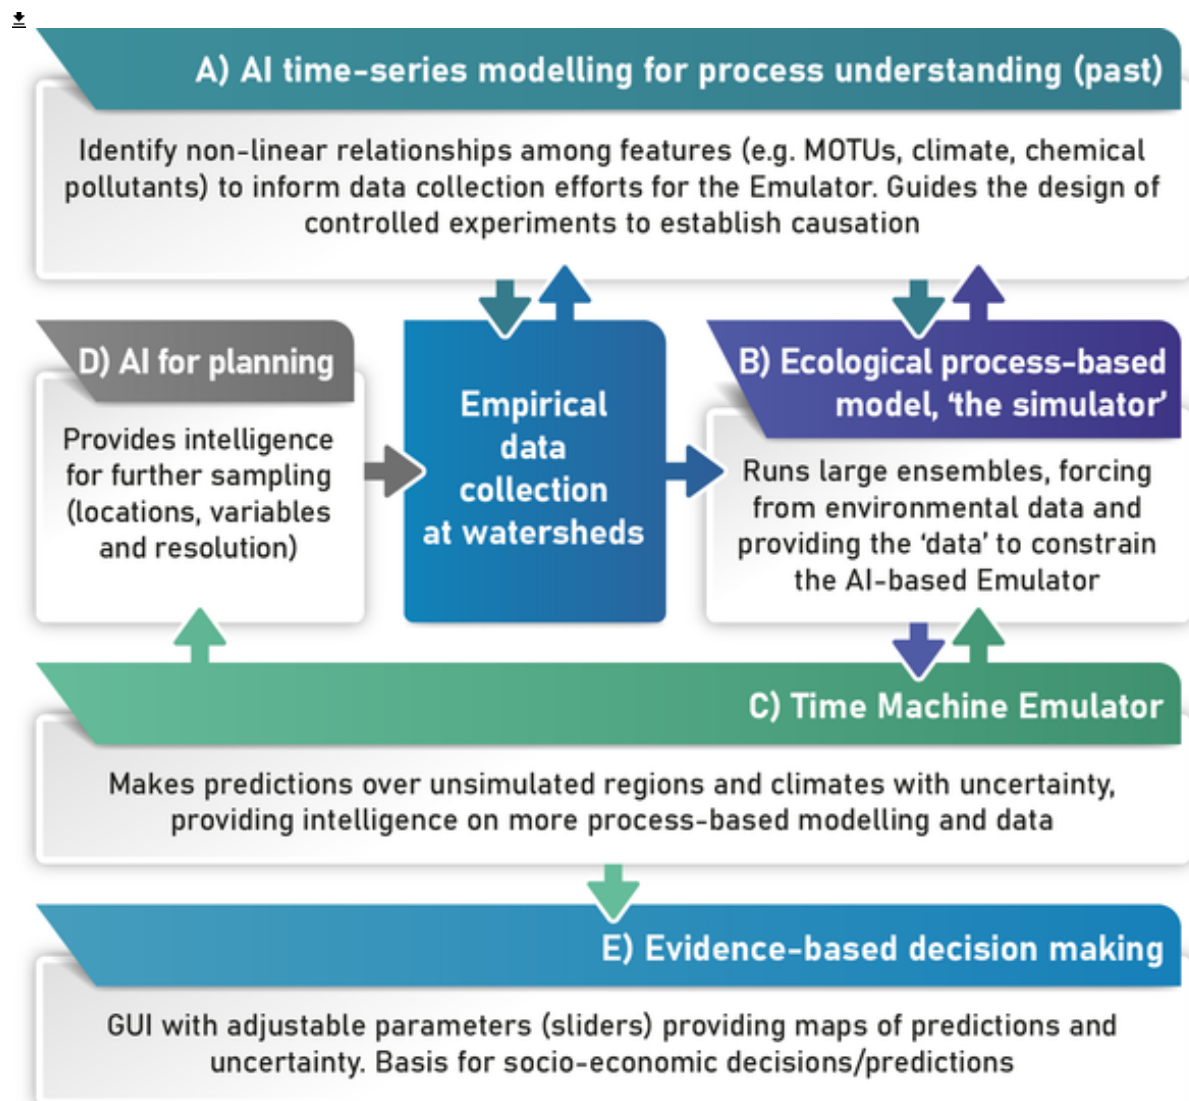 A) AI time-series modelling for process understanding (past)
Identify non-linear relationships among features (e.g. MOTUs, climate, chemical
pollutants) to inform data collection efforts for the Emulator. Guides the design of
controlled experiments to establish causation
D) AI for planning
Provides intelligence
for further sampling
(locations, variables
and resolution)
Empirical
data
collection
at watersheds
B) Ecological process-based
model, ‘the simulator’
Runs large ensembles, forcing
from environmental data and
providing the ‘data’ to constrain
the AI-based Emulator
C) Time Machine Emulator
Makes predictions over unsimulated regions and climates with uncertainty,
providing intelligence on more process-based modelling and data
E) Evidence-based decision making
GUI with adjustable parameters (sliders) providing maps of predictions and
uncertainty. Basis for socio-economic decisions/predictions